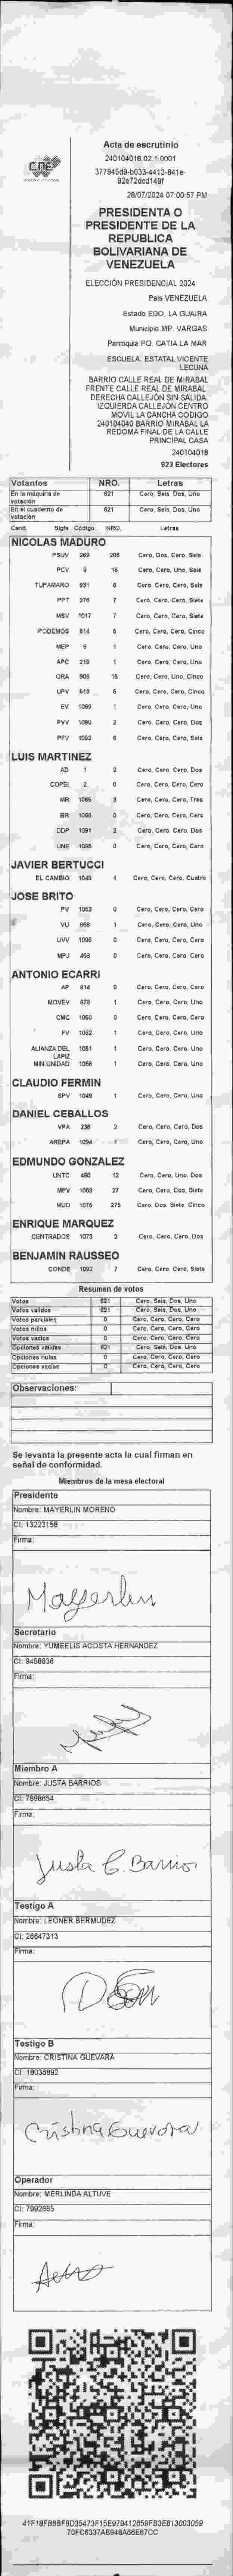 CNE
Acta de escrutinio
240104018.02.1.0001
377945d9-b033-4413-841e-
92e72dcd149f
28/07/2024 07:00:57 PM
PRESIDENTA O
PRESIDENTE DE LA
REPUBLICA
BOLIVARIANA DE
VENEZUELA
ELECCIÓN PRESIDENCIAL 2024
Pais VENEZUELA
Estado EDO. LA GUAIRA
Municipio MP. VARGAS
Parroquia PQ. CATIA LA MAR
ESCUELA ESTATAL VICENTE
LECUNA
BARRIO CALLE REAL DE MIRABAL
FRENTE CALLE REAL DE MIRABAL.
DERECHA CALLEJÓN SIN SALIDA.
IZQUIERDA CALLEJÓN CENTRO
MOVIL LA CANCHA CODIGO
240104040 BARRIO MIRABAL LA
REDOMA FINAL DE LA CALLE
PRINCIPAL CASA
240104018
923 Electores
Votantos NRO. Letras
En la máquina de votación 621 Cero, Seis, Dos, Uno
En el cuaderno de votación 621 Cero, Seis, Dos, Uno
Cand. Sigla Código NRO. Letras
NICOLAS MADURO
PSUV 269 206 Cero, Dos, Cero, Seis
PCV 9 16 Cero, Cero, Uno, Seis
TUPAMARO 931 6 Cero, Cero, Cero, Seis
PPT 276 7 Cero, Cero, Cero, Siete
MSV 1017 7 Cero, Cero, Cero, Siete
PODEMOS 814 5 Cero, Cero, Cero, Cinco
MEP 6 1 Cero, Cero, Cero, Uno
APC 219 1 Cero, Cero, Cero, Uno
ORA 905 15 Cero, Cero, Uno, Cinco
UPV 613 5 Cero, Cero, Cero, Cinco
EV 1089 1 Cero, Cero, Cero, Uno
PVV 1090 2 Cero, Cero, Cero, Dos
PFV 1093 6 Cero, Cero, Cero, Seis
LUIS MARTINEZ
AD 1 2 Cero, Cero, Cero, Dos
COPEI 2 0 Cero, Cero, Cero, Cero
MR 1065 3 Cero, Cero, Cero, Tres
BR 1066 0 Cero, Cero, Cero, Cero
DDP 1091 2 Cero, Cero, Cero, Dos
UNE 1095 0 Cero, Cero, Cero, Cero
JAVIER BERTUCCI
EL CAMBIO 1048 4 Cero, Cero, Cero, Cuatro
JOSE BRITO
PV 1053 0 Cero, Cero, Cero, Cero
VU 868 1 Cero, Cero, Cero, Uno
UVV 1096 0 Cero, Cero, Cero, Cero
MPJ 458 0 Cero, Cero, Cero, Cero
ANTONIO ECARRI
AP 614 0 Cero, Cero, Cero, Cero
MOVEV 679 1 Cero, Cero, Cero, Uno
CMC 1060 0 Cero, Cero, Cero, Cero
FV 1052 1 Cero, Cero, Cero, Uno
ALIANZA DEL LAPIZ 1051 1 Cero, Cero, Cero, Uno
MIN UNIDAD 1056 1 Cero, Cero, Cero, Uno
CLAUDIO FERMIN
SPV 1049 1 Cero, Cero, Cero, Uno
DANIEL CEBALLOS
VPA 236 2 Cero, Cero, Cero, Dos
AREPA 1094 1 Cero, Cero, Cero, Uno
EDMUNDO GONZALEZ
UNTC 460 12 Cero, Cero, Uno, Dos
MPV 1068 27 Cero, Cero, Dos, Siete
MUD 1075 275 Cero, Dos, Siete, Cinco
ENRIQUE MARQUEZ
CENTRADOS 1073 2 Cero, Cero, Cero, Dos
BENJAMIN RAUSSEO
CONDE 1092 7 Cero, Cero, Cero, Siete
Resumen de votos
Votos 621 Cero, Seis, Dos, Uno
Votos validos 621 Cero, Seis, Dos, Uno
Votos parciales 0 Cero, Cero, Cero, Cero
Votos nulos 0 Cero, Cero, Cero, Cero
Votos vacios 0 Cero, Cero, Cero, Cero
Opciones validas 621 Cero, Seis, Dos, Uno
Opciones nulas 0 Cero, Cero, Cero, Cero
Opciones vacias 0 Cero, Cero, Cero, Cero
Observaciones:
Se levanta la presente acta la cual firman en
señal de conformidad.
Miembros de la mesa electoral
Presidente
Nombre: MAYERLIN MORENO
CI: 13223158
Firma:
Mayerlin
Secretario
Nombre: YUMEELIS ACOSTA HERNANDEZ
CI: 9458836
Firma:
Miembro A
Nombre: JUSTA BARRIOS
CI: 7998654
Firma:
Justa E. Barrios
Testigo A
Nombre: LEONER BERMUDEZ
CI: 26647313
Firma:
Testigo B
Nombre: CRISTINA GUEVARA
CI: 16036892
Firma:
Cristina Guevara
Operador
Nombre: MERLINDA ALTUVE
CI: 7992665
Firma:
41F18FB6BF8D35473F15E979412659FB3E813003059
70FC6337AB948A66E67CC